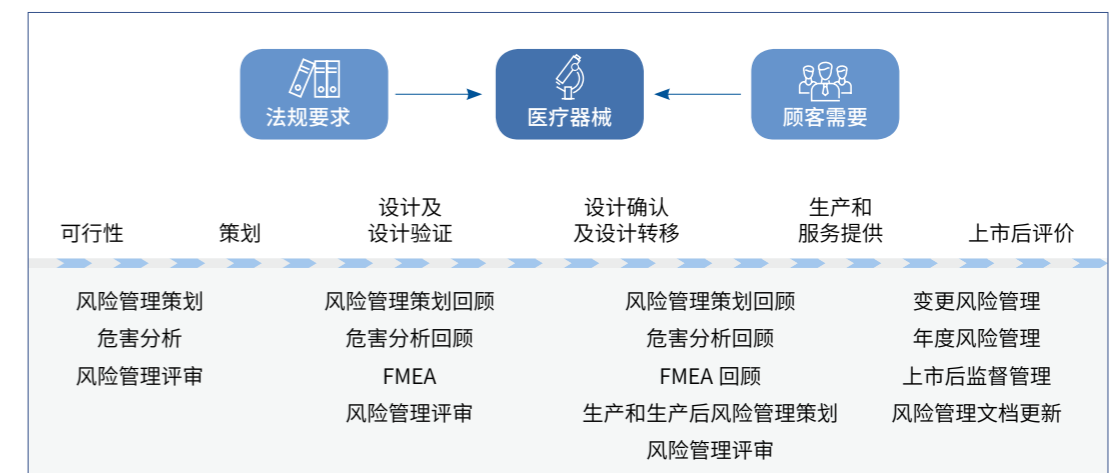 法规要求
医疗器械
顾客需要
可行性
策划
设计及
设计验证
设计确认
及设计转移
生产和
服务提供
上市后评价
风险管理策划
危害分析
风险管理评审
风险管理策划回顾
危害分析回顾
FMEA
风险管理评审
风险管理策划回顾
危害分析回顾
FMEA 回顾
生产和生产后风险管理策划
风险管理评审
变更风险管理
年度风险管理
上市后监督管理
风险管理文档更新